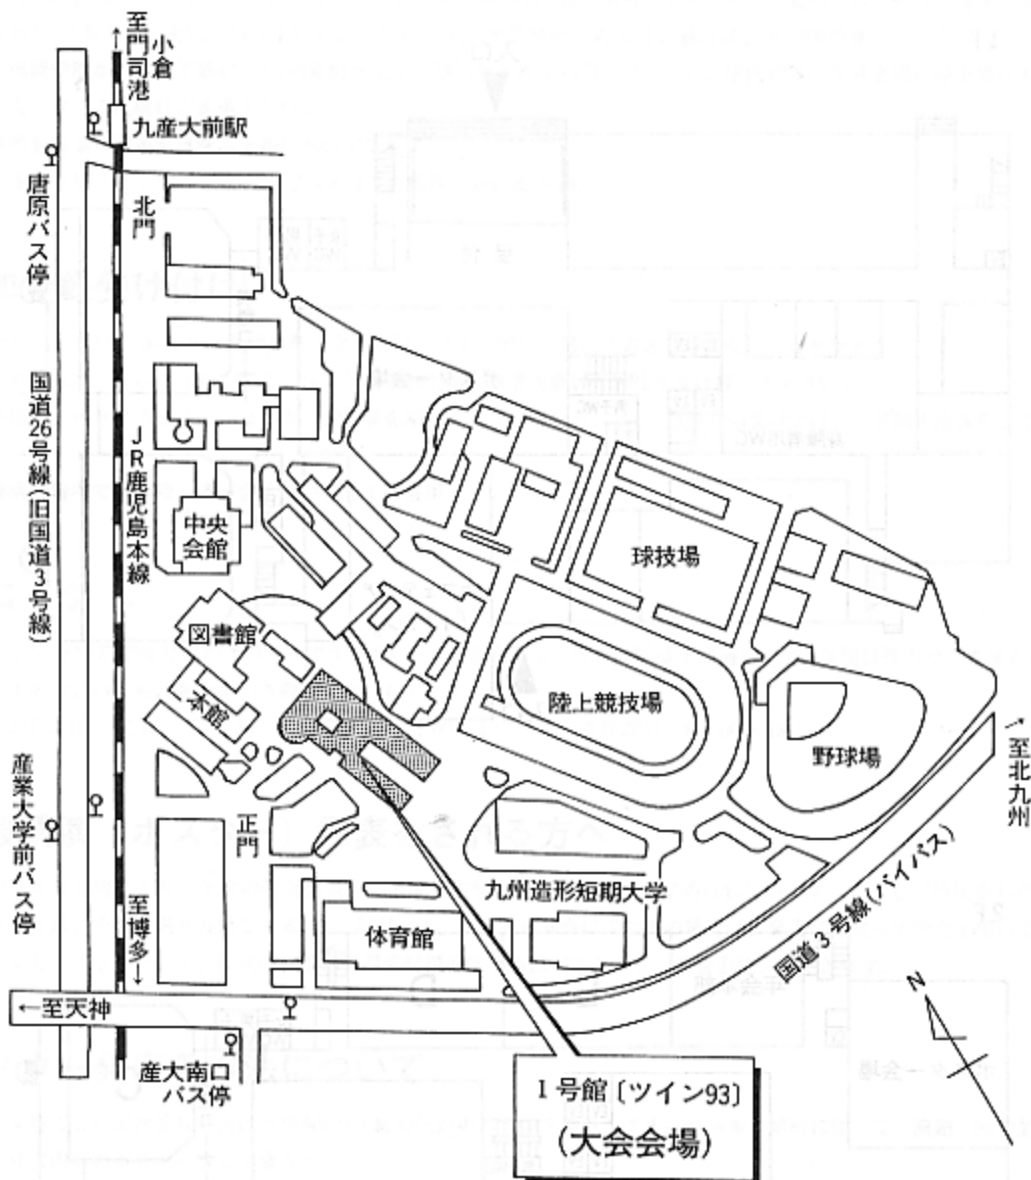 ↑至門司港
小倉
九産大前駅
唐原バス停
北門
国道26号線(旧国道3号線)
JR鹿児島本線
中央
会館
球技場
図書館
本館
陸上競技場
野球場
→至北九州
産業大学前バス停
正門
九州造形短期大学
国道3号線(バイパス)
体育館
至博多↓
←至天神
N
産大南口
バス停
1号館〔ツイン93〕
(大会会場)